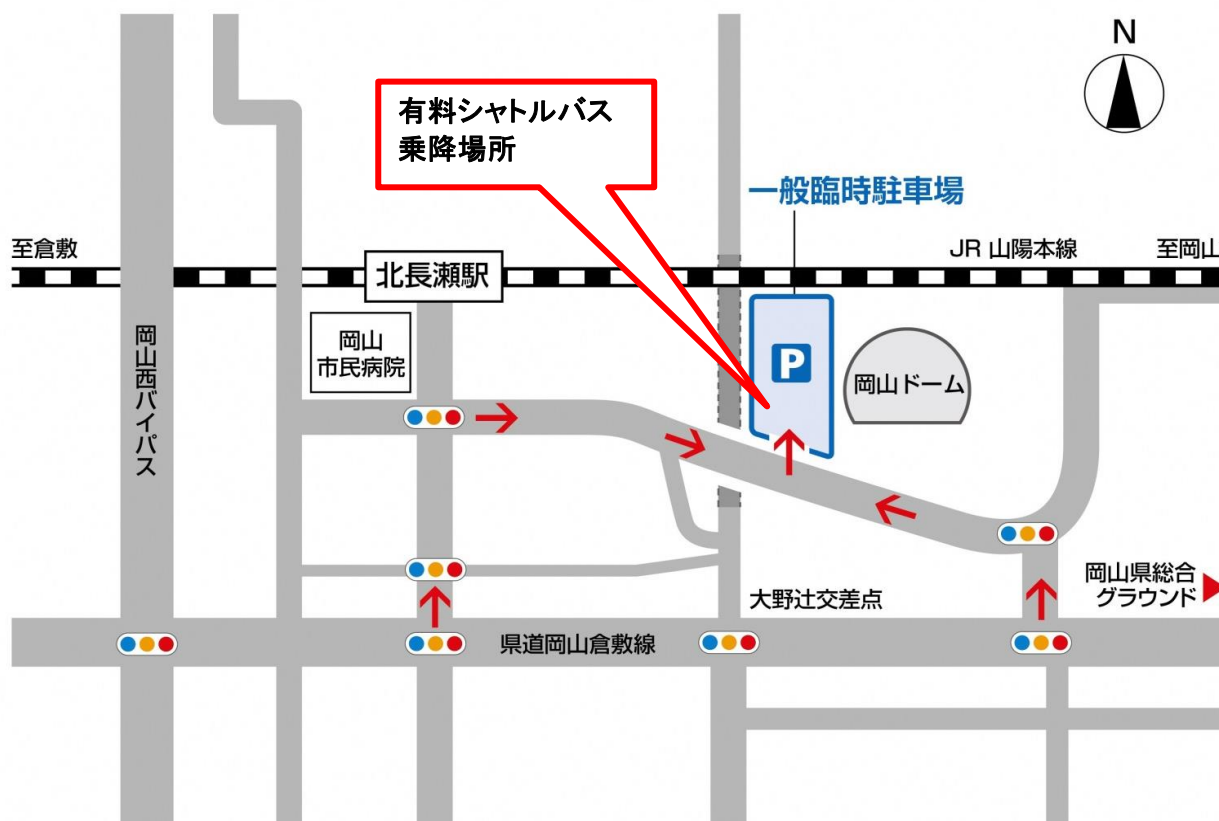 N
有料シャトルバス
乗降場所
一般臨時駐車場
至倉敷
JR 山陽本線
至岡山
北長瀬駅
岡山
市民病院
岡山西バイパス
P
岡山ドーム
岡山県総合
グラウンド
大野辻交差点
県道岡山倉敷線